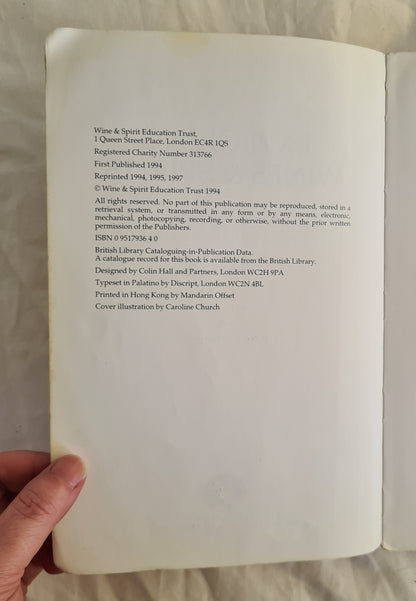 Wine & Spirit Education Trust,
1 Queen Street Place, London EC4R 1QS
Registered Charity Number 313766
First Published 1994
Reprinted 1994, 1995, 1997
© Wine & Spirit Education Trust 1994
All rights reserved. No part of this publication may be reproduced, stored in a
retrieval system, or transmitted in any form or by any means, electronic,
mechanical, photocopying, recording, or otherwise, without the prior written
permission of the Publishers.
ISBN 0 9517936 4 0
British Library Cataloguing-in-Publication Data.
A catalogue record for this book is available from the British Library.
Designed by Colin Hall and Partners, London WC2H 9PA
Typeset in Palatino by Discript, London WC2N 4BL
Printed in Hong Kong by Mandarin Offset
Cover illustration by Caroline Church